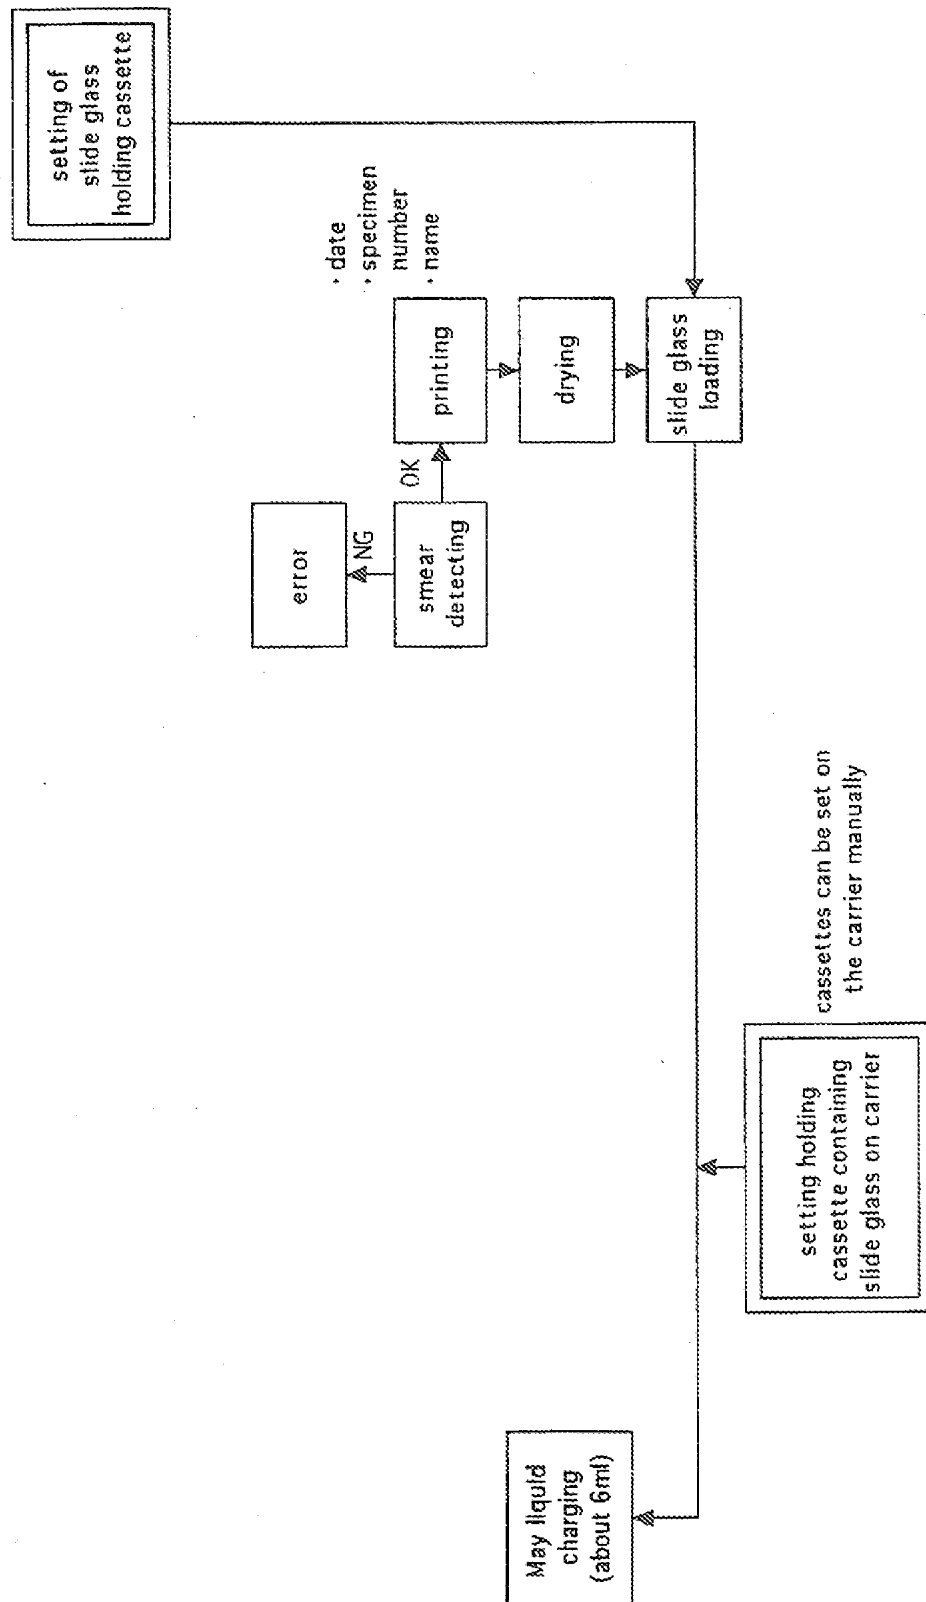 setting of
slide glass
holding cassette
· date
· specimen
number
· name
printing
drying
slide glass
loading
OK
error
NG
smear
detecting
cassettes can be set on
the carrier manually
setting holding
cassette containing
slide glass on carrier
May liquid
charging
(about 6ml)